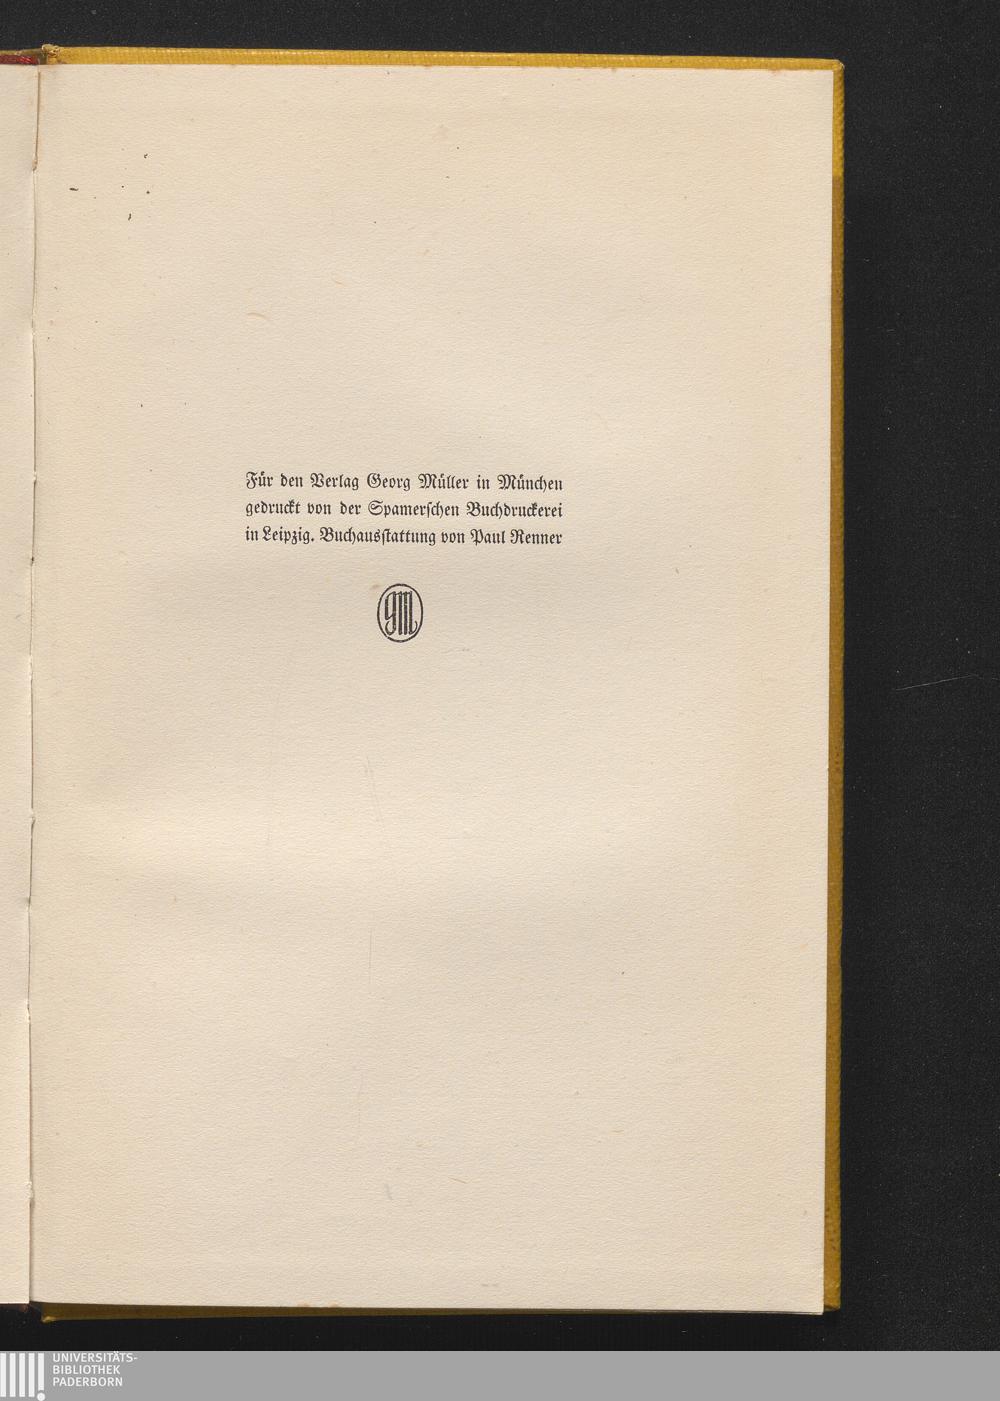 Für den Verlag Georg Müller in München
gedruckt von der Spamerschen Buchdruckerei
in Leipzig. Buchausstattung von Paul Renner
GM
UNIVERSITÄTS-
BIBLIOTHEK
PADERBORN